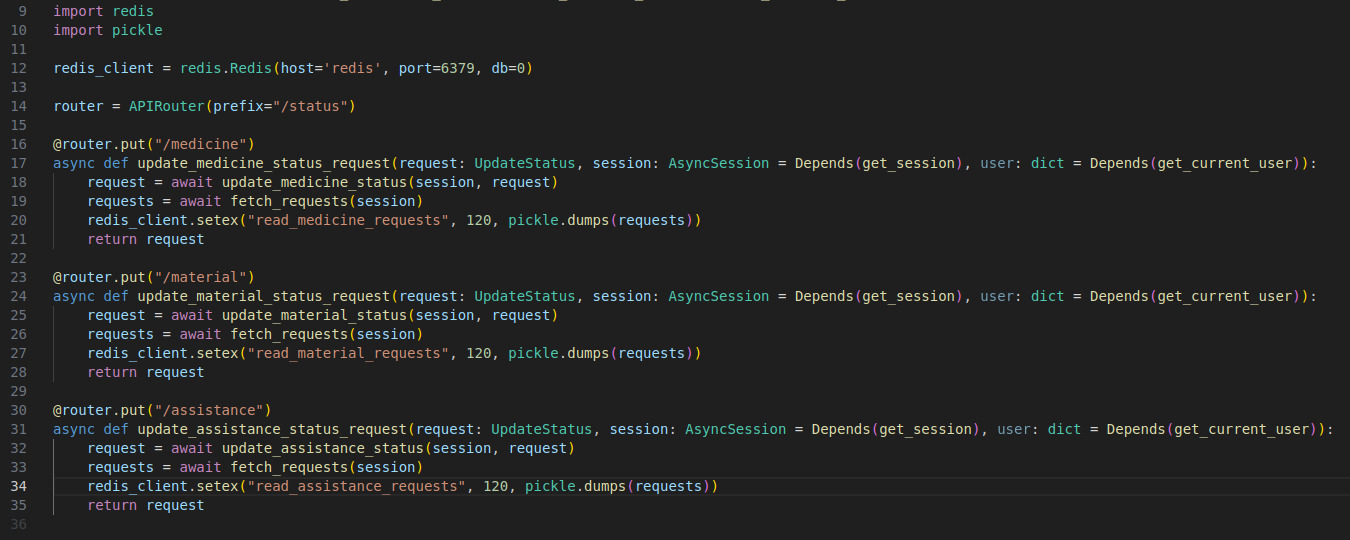 9 import redis
10 import pickle
11
12 redis_client = redis.Redis(host='redis', port=6379, db=0)
13
14 router = APIRouter(prefix="/status")
15
16 @router.put("/medicine")
17 async def update_medicine_status_request(request: UpdateStatus, session: AsyncSession = Depends(get_session), user: dict = Depends(get_current_user)):
18     request = await update_medicine_status(session, request)
19     requests = await fetch_requests(session)
20     redis_client.setex("read_medicine_requests", 120, pickle.dumps(requests))
21     return request
22
23 @router.put("/material")
24 async def update_material_status_request(request: UpdateStatus, session: AsyncSession = Depends(get_session), user: dict = Depends(get_current_user)):
25     request = await update_material_status(session, request)
26     requests = await fetch_requests(session)
27     redis_client.setex("read_material_requests", 120, pickle.dumps(requests))
28     return request
29
30 @router.put("/assistance")
31 async def update_assistance_status_request(request: UpdateStatus, session: AsyncSession = Depends(get_session), user: dict = Depends(get_current_user)):
32     request = await update_assistance_status(session, request)
33     requests = await fetch_requests(session)
34     redis_client.setex("read_assistance_requests", 120, pickle.dumps(requests))
35     return request
36